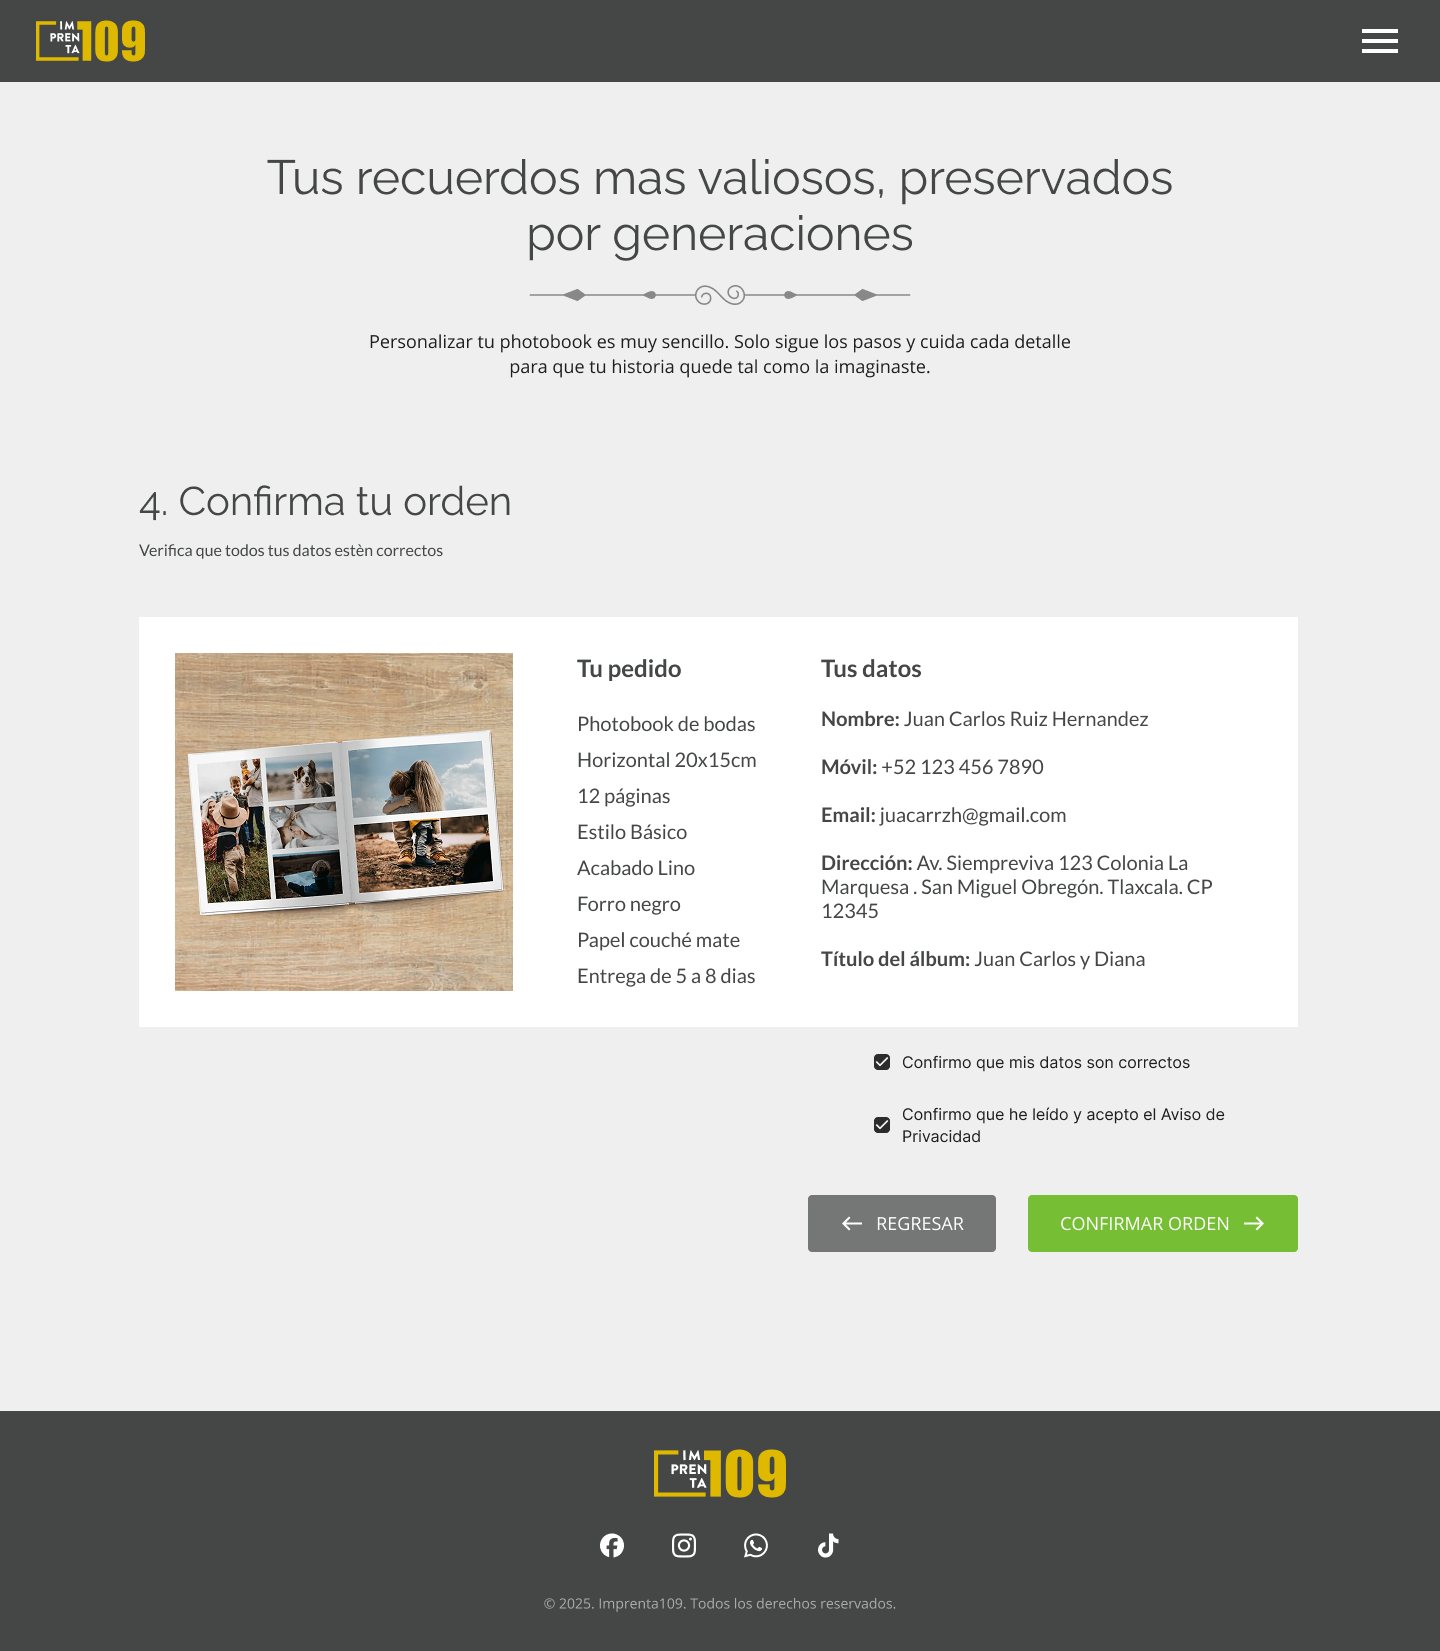 IM
PREN
TA
109
Tus recuerdos mas valiosos, preservados
por generaciones
Personalizar tu photobook es muy sencillo. Solo sigue los pasos y cuida cada detalle
para que tu historia quede tal como la imaginaste.
4. Confirma tu orden
Verifica que todos tus datos estèn correctos
Tu pedido
Photobook de bodas
Horizontal 20x15cm
12 páginas
Estilo Básico
Acabado Lino
Forro negro
Papel couché mate
Entrega de 5 a 8 dias
Tus datos
Nombre: Juan Carlos Ruiz Hernandez
Móvil: +52 123 456 7890
Email: juacarrzh@gmail.com
Dirección: Av. Siempreviva 123 Colonia La
Marquesa . San Miguel Obregón. Tlaxcala. CP
12345
Título del álbum: Juan Carlos y Diana
Confirmo que mis datos son correctos
Confirmo que he leído y acepto el Aviso de
Privacidad
REGRESAR
CONFIRMAR ORDEN
IM
PREN
TA
109
© 2025. Imprenta109. Todos los derechos reservados.